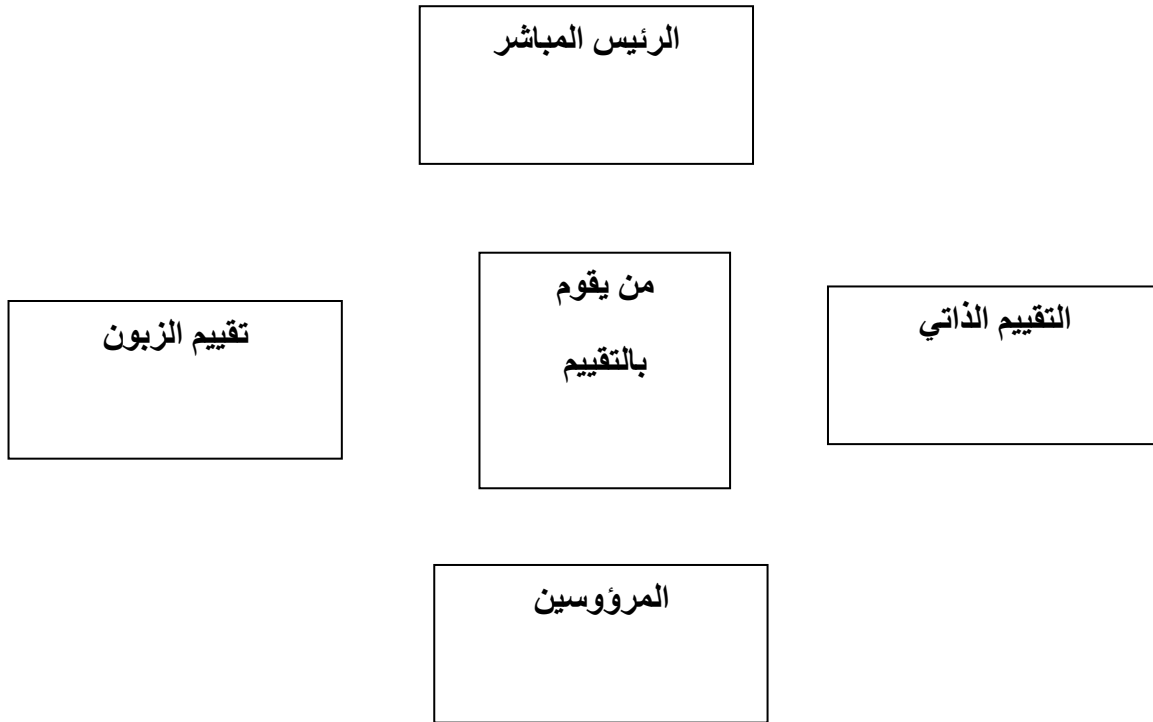 الرئيس المباشر
من يقوم
بالتقييم
التقييم الذاتي
تقييم الزبون
المرؤوسين